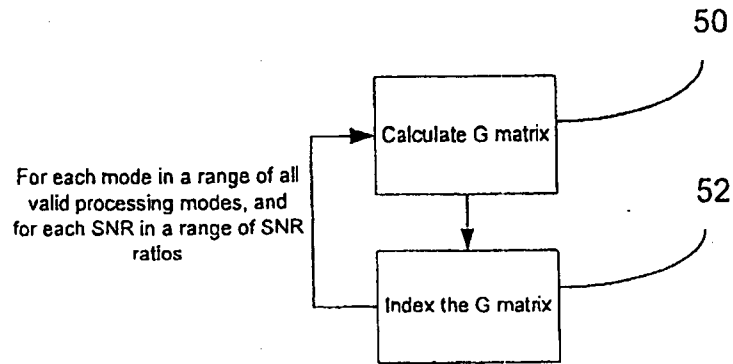 50
Calculate G matrix
For each mode in a range of all
valid processing modes, and
for each SNR in a range of SNR
ratios
52
Index the G matrix